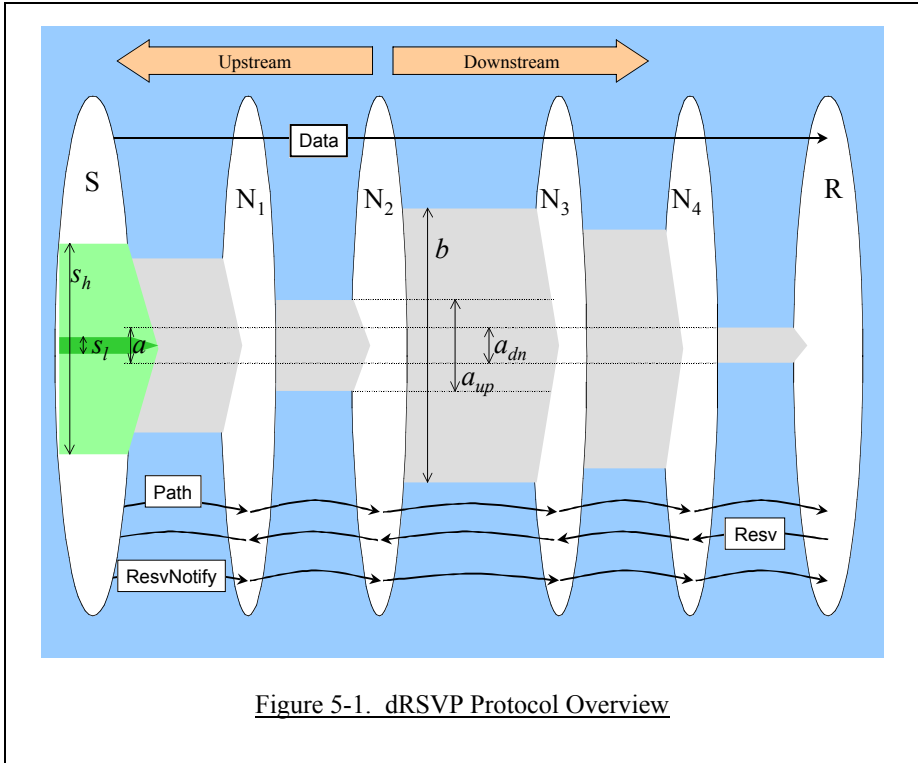 Upstream
Downstream
Data
S
N1
N2
N3
N4
R
b
sh
sl
a
adn
aup
Path
Resv
ResvNotify
Figure 5-1. dRSVP Protocol Overview